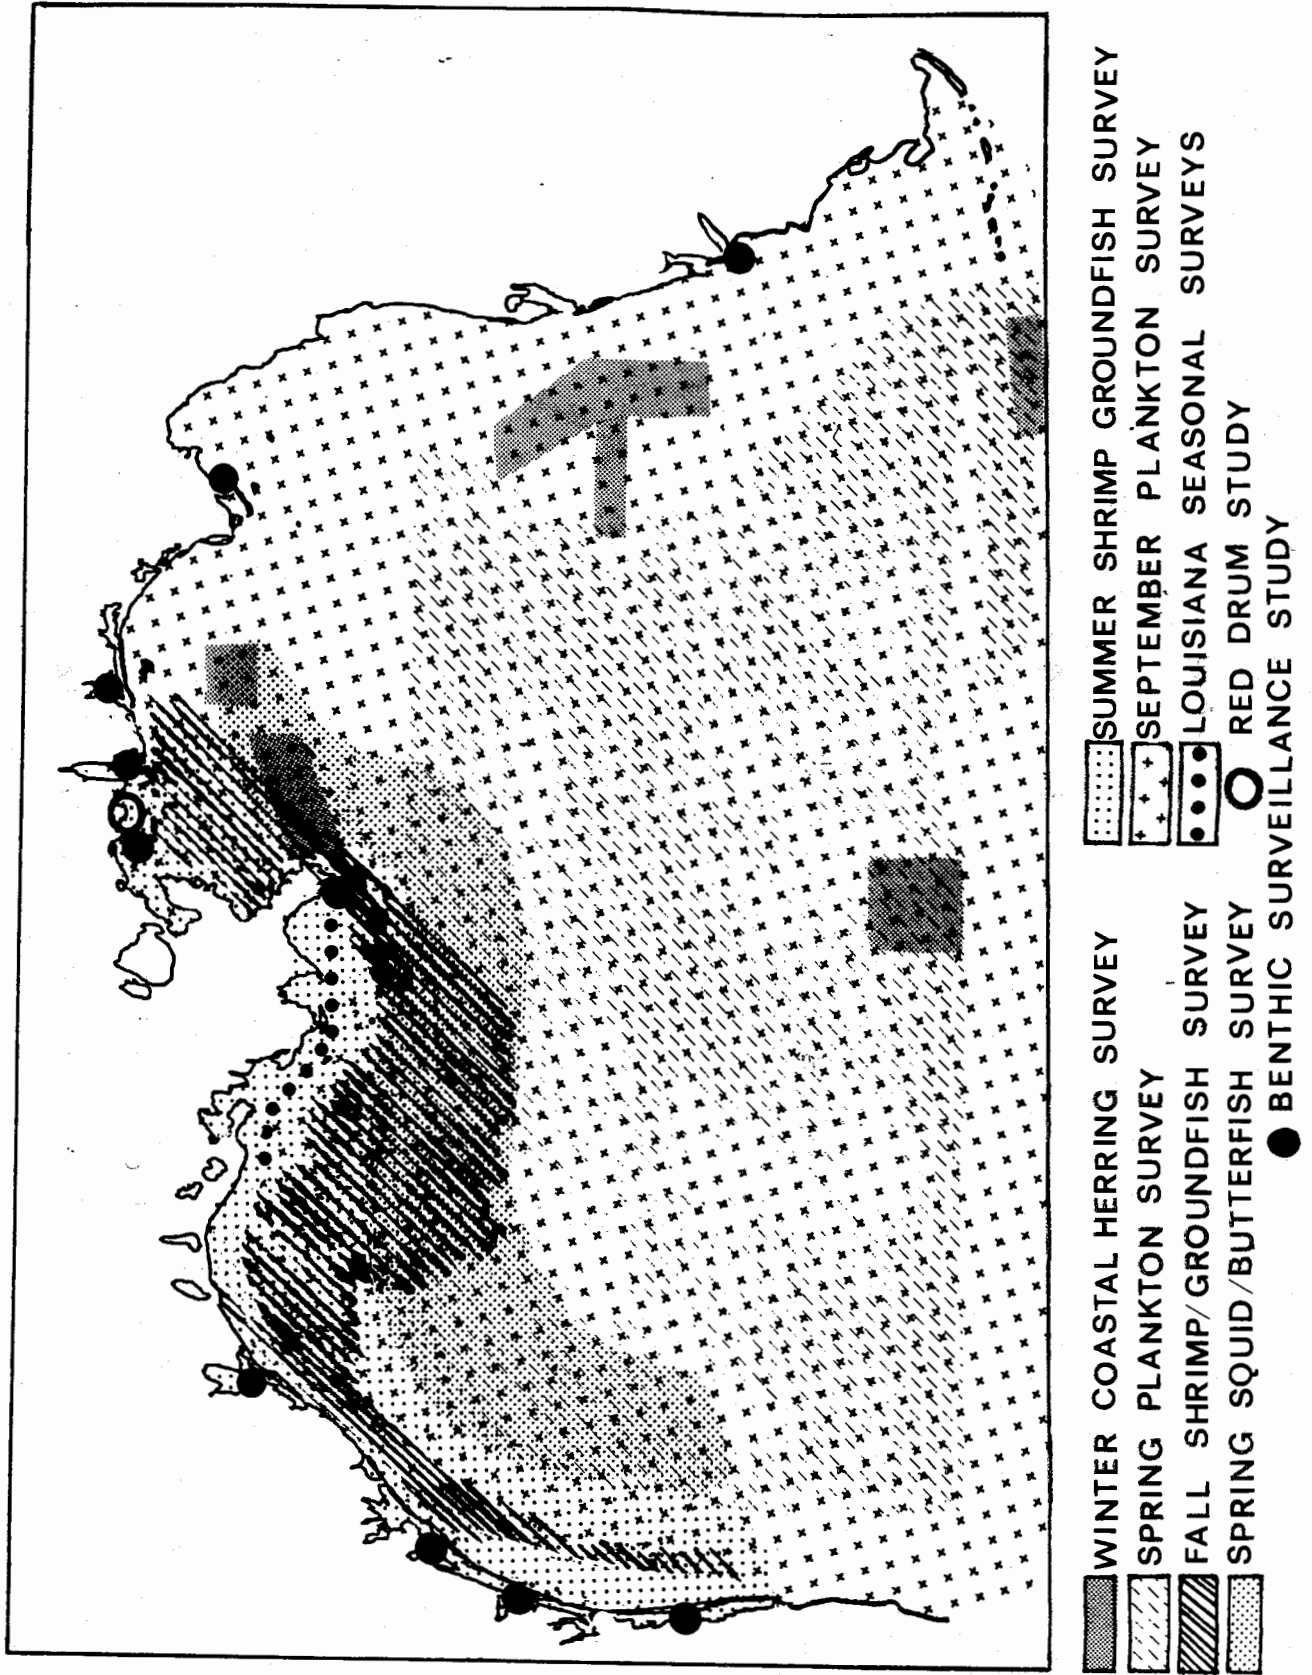 WINTER COASTAL HERRING SURVEY
SPRING PLANKTON SURVEY
FALL SHRIMP/GROUNDFISH SURVEY
SPRING SQUID/BUTTERFISH SURVEY
SUMMER SHRIMP GROUNDFISH SURVEY
SEPTEMBER PLANKTON SURVEY
LOUISIANA SEASONAL SURVEYS
RED DRUM STUDY
BENTHIC SURVEILLANCE STUDY